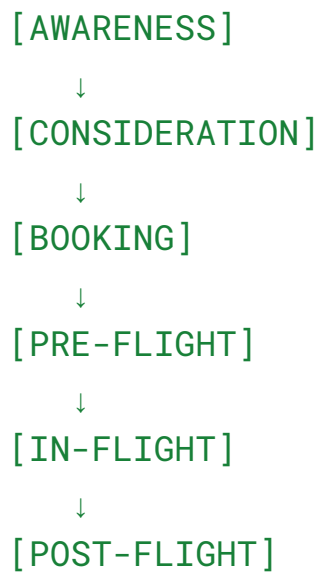 [AWARENESS]
↓
[CONSIDERATION]
↓
[BOOKING]
↓
[PRE-FLIGHT]
↓
[IN-FLIGHT]
↓
[POST-FLIGHT]